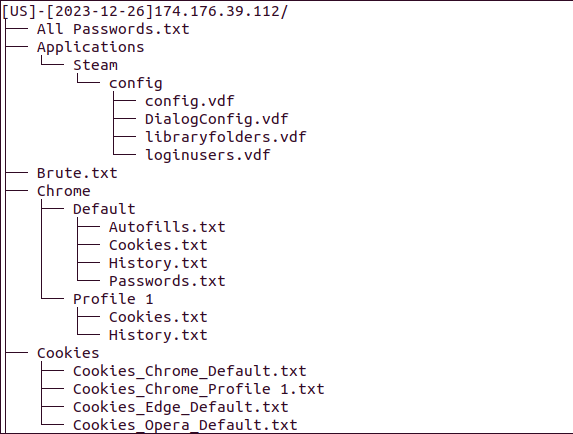 [US]-[2023-12-26]174.176.39.112/
├── All Passwords.txt
├── Applications
│   └── Steam
│       └── config
│           ├── config.vdf
│           ├── DialogConfig.vdf
│           ├── libraryfolders.vdf
│           └── loginusers.vdf
├── Brute.txt
├── Chrome
│   ├── Default
│   │   ├── Autofills.txt
│   │   ├── Cookies.txt
│   │   ├── History.txt
│   │   └── Passwords.txt
│   └── Profile 1
│       ├── Cookies.txt
│       └── History.txt
├── Cookies
│   ├── Cookies_Chrome_Default.txt
│   ├── Cookies_Chrome_Profile 1.txt
│   ├── Cookies_Edge_Default.txt
│   └── Cookies_Opera_Default.txt